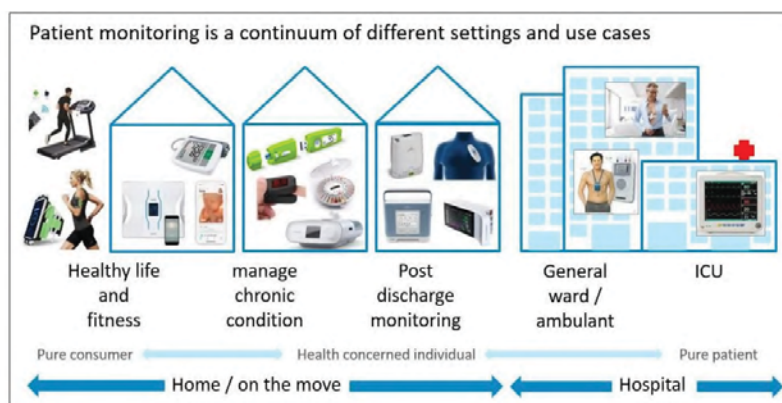 Patient monitoring is a continuum of different settings and use cases
Healthy life
and
fitness
manage
chronic
condition
Post
discharge
monitoring
General
ward /
ambulant
ICU
Pure consumer
Health concerned individual
Pure patient
Home / on the move
Hospital